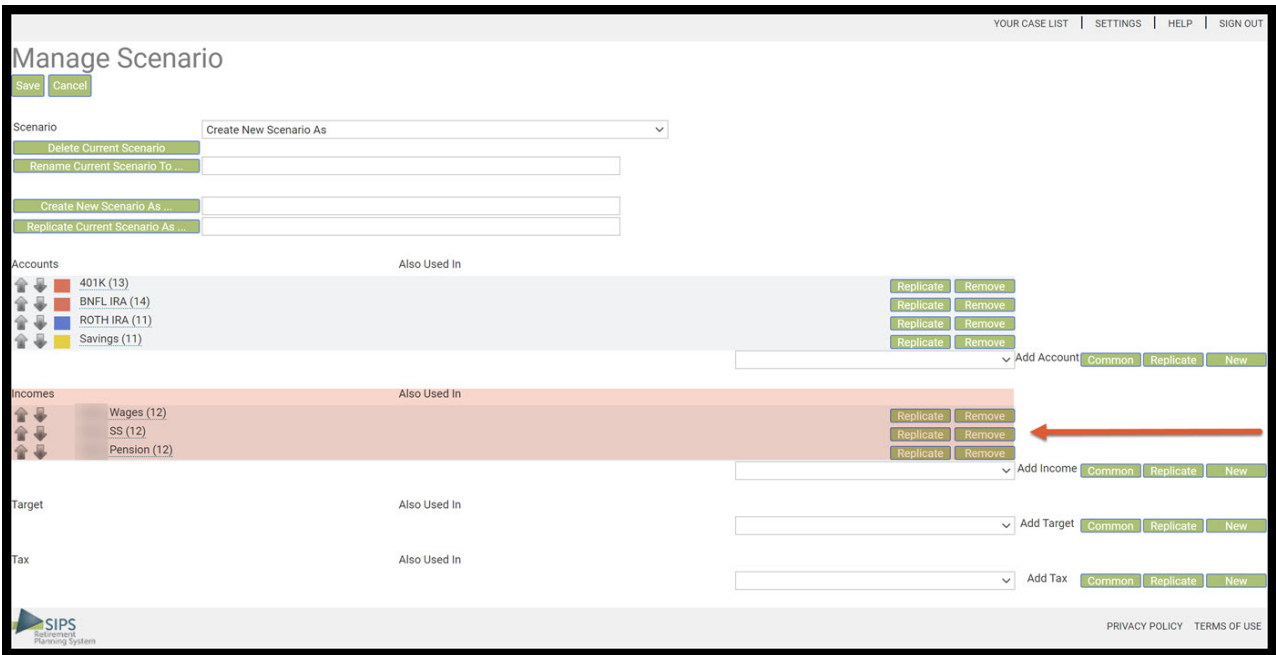 YOUR CASE LIST | SETTINGS | HELP | SIGN OUT
Manage Scenario
Save Cancel
Scenario Create New Scenario As
Delete Current Scenario
Rename Current Scenario To ...
Create New Scenario As ...
Replicate Current Scenario As ...
Accounts Also Used In
401K (13) Replicate Remove
BNFL IRA (14) Replicate Remove
ROTH IRA (11) Replicate Remove
Savings (11) Replicate Remove
Add Account Common Replicate New
Incomes Also Used In
Wages (12) Replicate Remove
SS (12) Replicate Remove
Pension (12) Replicate Remove
Add Income Common Replicate New
Target Also Used In
Add Target Common Replicate New
Tax Also Used In
Add Tax Common Replicate New
SIPS
Retirement
Planning System
PRIVACY POLICY TERMS OF USE